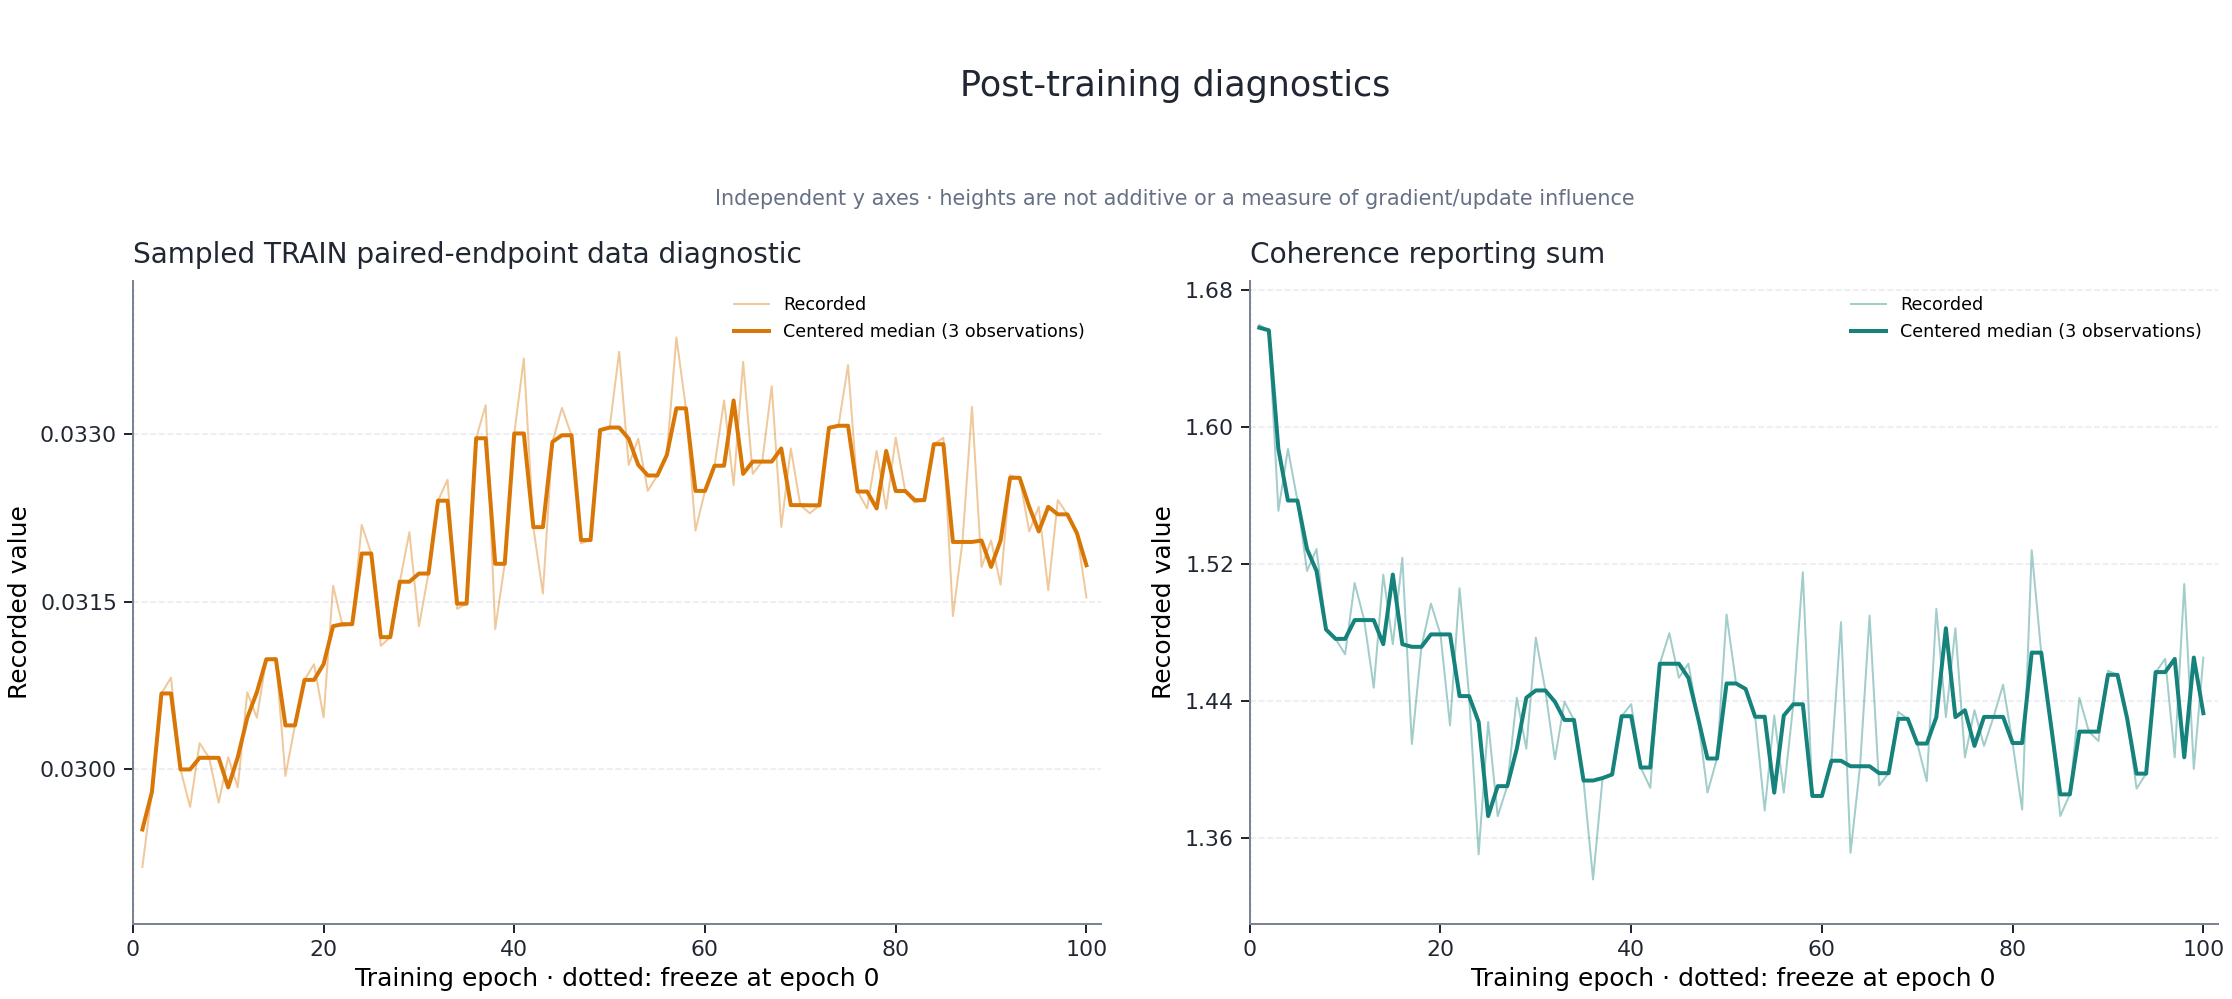 Post-training diagnostics
Independent y axes · heights are not additive or a measure of gradient/update influence
Sampled TRAIN paired-endpoint data diagnostic
Recorded
Centered median (3 observations)
0.0330
0.0315
0.0300
Recorded value
0 20 40 60 80 100
Training epoch · dotted: freeze at epoch 0
Coherence reporting sum
Recorded
Centered median (3 observations)
1.68
1.60
1.52
1.44
1.36
Recorded value
0 20 40 60 80 100
Training epoch · dotted: freeze at epoch 0